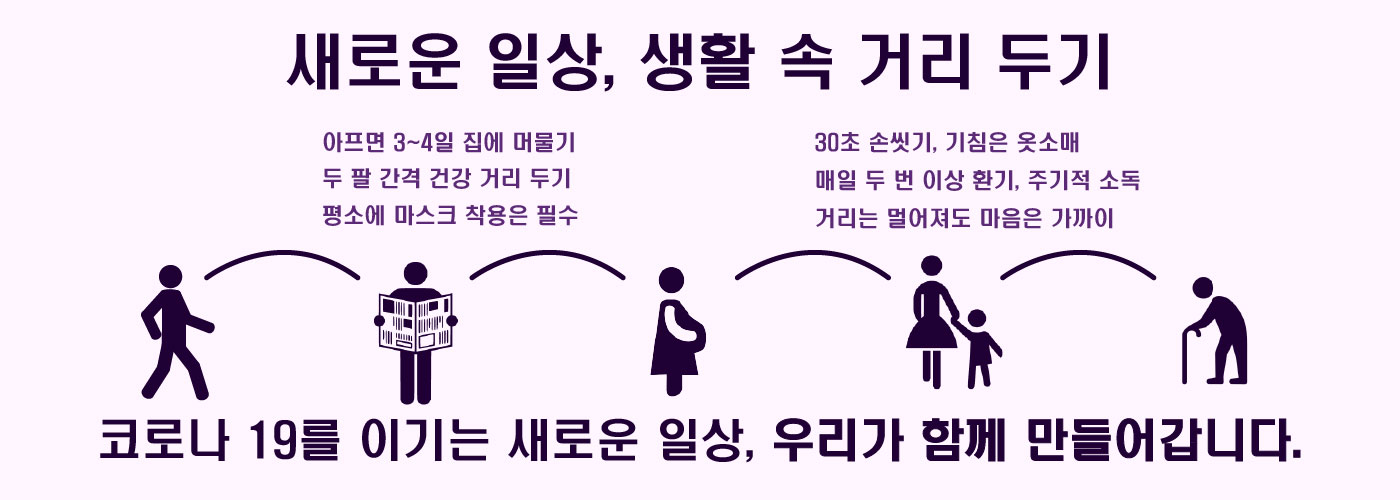 새로운 일상, 생활 속 거리 두기
아프면 3~4일 집에 머물기
두 팔 간격 건강 거리 두기
평소에 마스크 착용은 필수
30초 손씻기, 기침은 옷소매
매일 두 번 이상 환기, 주기적 소독
거리는 멀어져도 마음은 가까이
코로나 19를 이기는 새로운 일상, 우리가 함께 만들어갑니다.